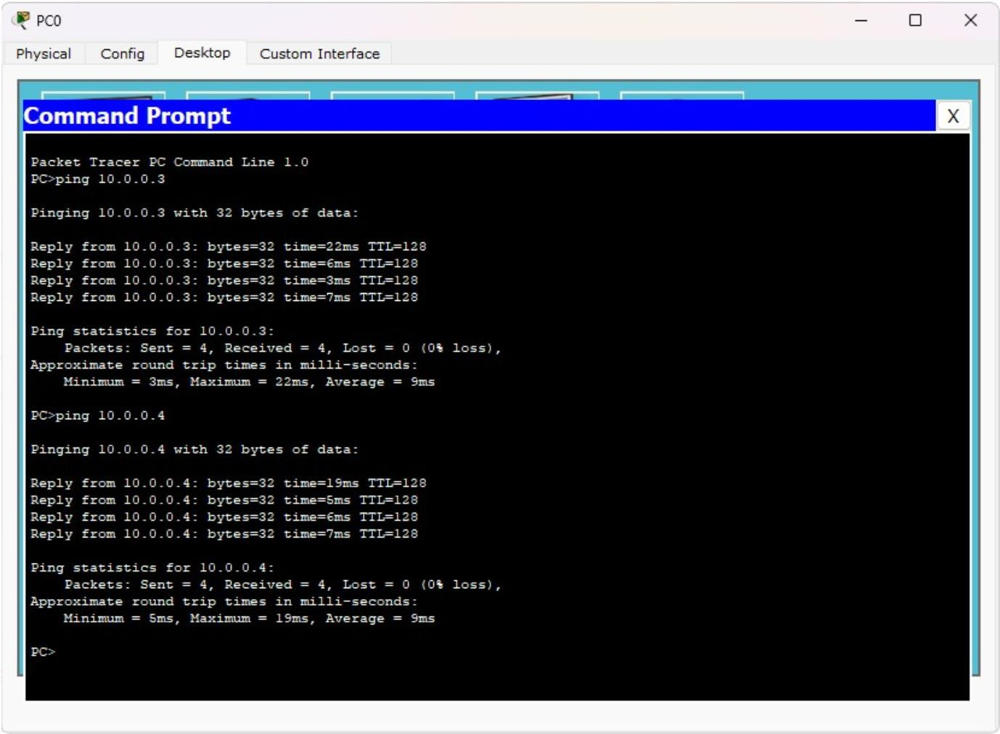 PC0
Physical Config Desktop Custom Interface
Command Prompt X
Packet Tracer PC Command Line 1.0
PC>ping 10.0.0.3
Pinging 10.0.0.3 with 32 bytes of data:
Reply from 10.0.0.3: bytes=32 time=22ms TTL=128
Reply from 10.0.0.3: bytes=32 time=6ms TTL=128
Reply from 10.0.0.3: bytes=32 time=3ms TTL=128
Reply from 10.0.0.3: bytes=32 time=7ms TTL=128
Ping statistics for 10.0.0.3:
Packets: Sent = 4, Received = 4, Lost = 0 (0% loss),
Approximate round trip times in milli-seconds:
Minimum = 3ms, Maximum = 22ms, Average = 9ms
PC>ping 10.0.0.4
Pinging 10.0.0.4 with 32 bytes of data:
Reply from 10.0.0.4: bytes=32 time=19ms TTL=128
Reply from 10.0.0.4: bytes=32 time=5ms TTL=128
Reply from 10.0.0.4: bytes=32 time=6ms TTL=128
Reply from 10.0.0.4: bytes=32 time=7ms TTL=128
Ping statistics for 10.0.0.4:
Packets: Sent = 4, Received = 4, Lost = 0 (0% loss),
Approximate round trip times in milli-seconds:
Minimum = 5ms, Maximum = 19ms, Average = 9ms
PC>